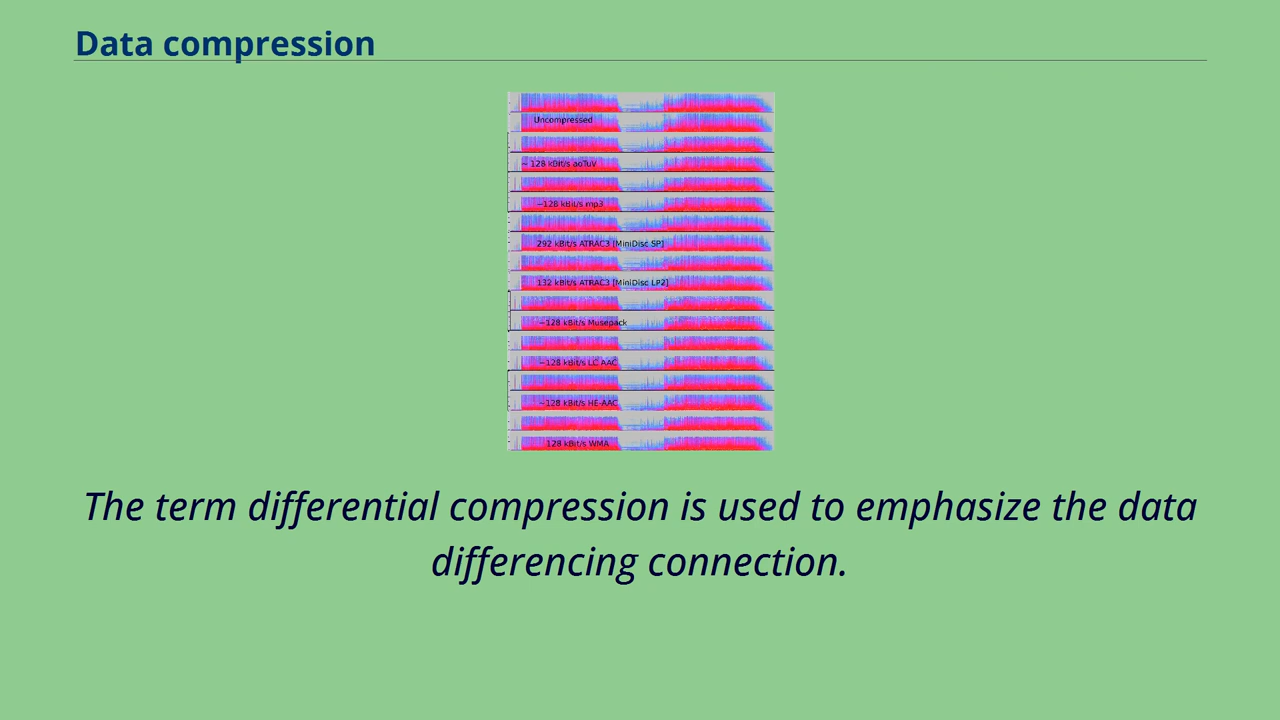 Data compression
Uncompressed
~ 128 kBit/s aoTuV
~128 kBit/s mp3
292 kBit/s ATRAC3 [MiniDisc SP]
132 kBit/s ATRAC3 [MiniDisc LP2]
~128 kBit/s Musepack
~128 kBit/s LC AAC
~128 kBit/s HE-AAC
128 kBit/s WMA
The term differential compression is used to emphasize the data
differencing connection.